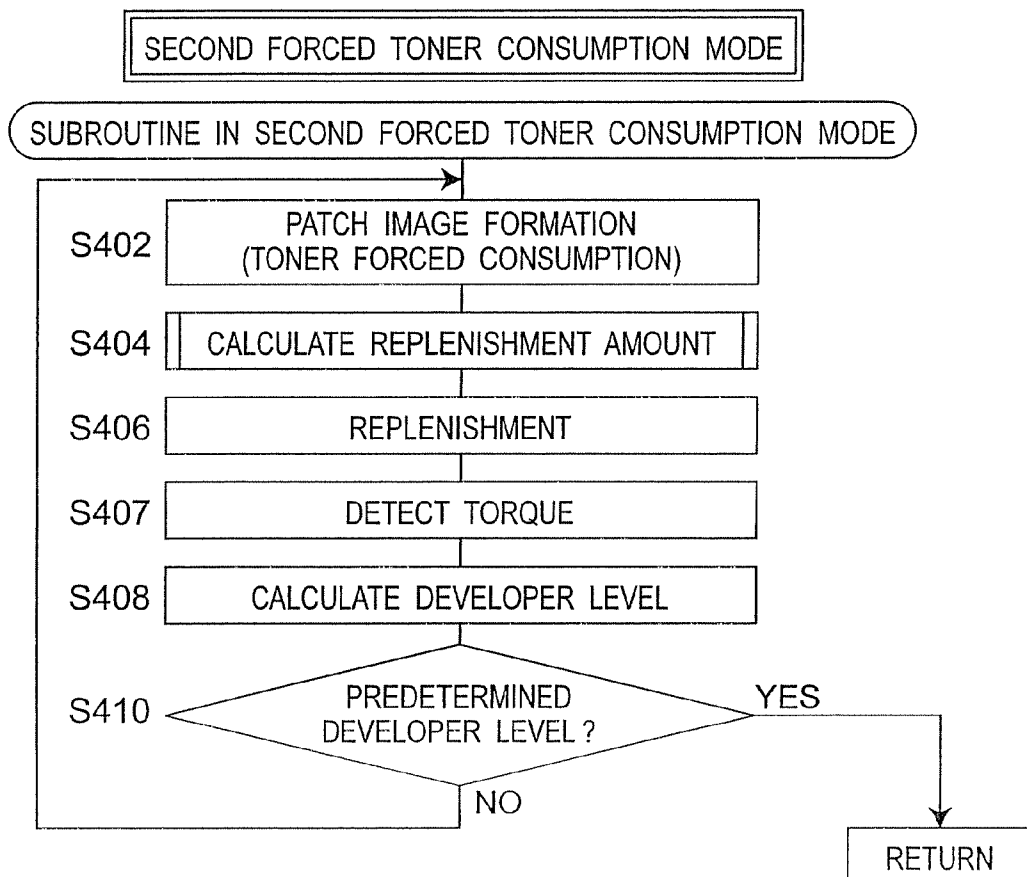 SECOND FORCED TONER CONSUMPTION MODE
SUBROUTINE IN SECOND FORCED TONER CONSUMPTION MODE
S402
PATCH IMAGE FORMATION
(TONER FORCED CONSUMPTION)
S404
CALCULATE REPLENISHMENT AMOUNT
S406
REPLENISHMENT
S407
DETECT TORQUE
S408
CALCULATE DEVELOPER LEVEL
S410
PREDETERMINED
DEVELOPER LEVEL?
YES
NO
RETURN